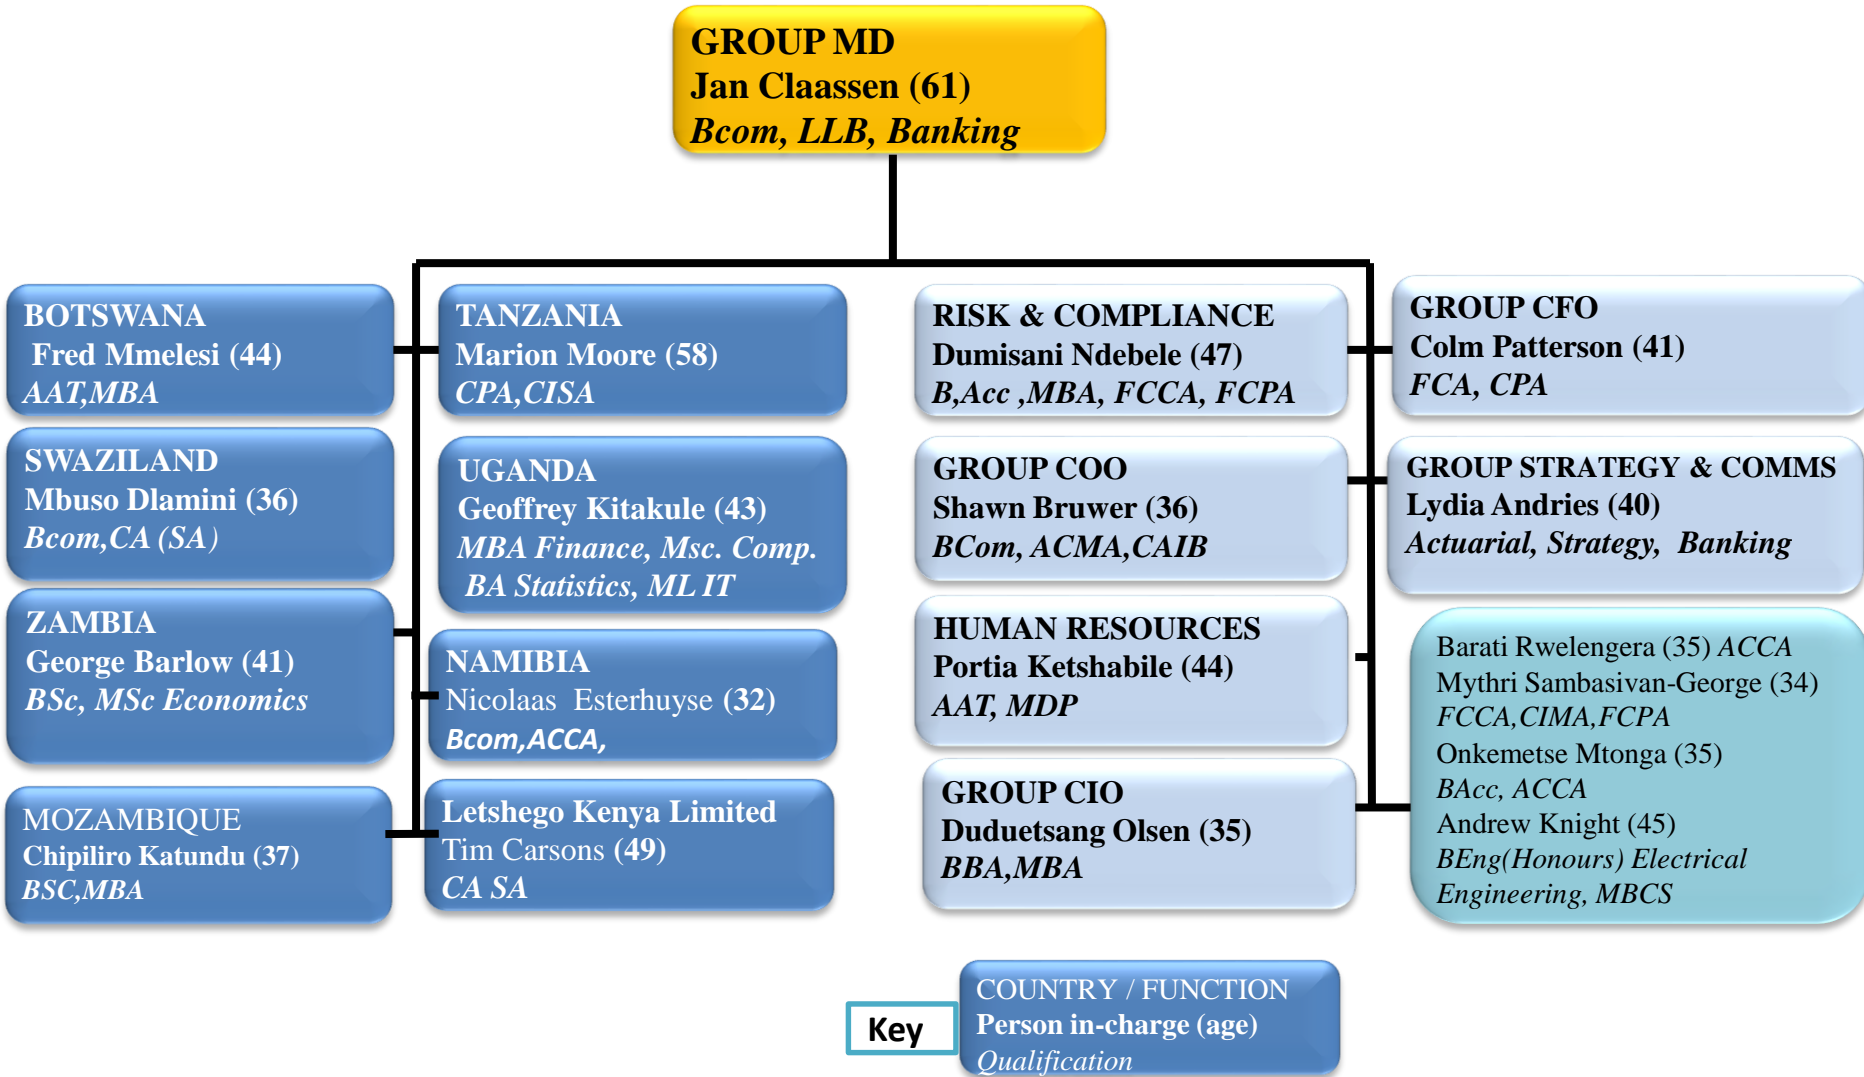 GROUP MD
Jan Claassen (61)
Bcom, LLB, Banking
BOTSWANA
Fred Mmelesi (44)
AAT,MBA
TANZANIA
Marion Moore (58)
CPA,CISA
RISK & COMPLIANCE
Dumisani Ndebele (47)
B,Acc ,MBA, FCCA, FCPA
GROUP CFO
Colm Patterson (41)
FCA, CPA
SWAZILAND
Mbuso Dlamini (36)
Bcom,CA (SA)
UGANDA
Geoffrey Kitakule (43)
MBA Finance, Msc. Comp.
BA Statistics, ML IT
GROUP COO
Shawn Bruwer (36)
BCom, ACMA,CAIB
GROUP STRATEGY & COMMS
Lydia Andries (40)
Actuarial, Strategy, Banking
ZAMBIA
George Barlow (41)
BSc, MSc Economics
NAMIBIA
Nicolaas Esterhuyse (32)
Bcom,ACCA,
HUMAN RESOURCES
Portia Ketshabile (44)
AAT, MDP
Barati Rwelengera (35) ACCA
Mythri Sambasivan-George (34)
FCCA,CIMA,FCPA
Onkemetse Mtonga (35)
BAcc, ACCA
Andrew Knight (45)
BEng(Honours) Electrical
Engineering, MBCS
MOZAMBIQUE
Chipiliro Katundu (37)
BSC,MBA
Letshego Kenya Limited
Tim Carsons (49)
CA SA
GROUP CIO
Duduetsang Olsen (35)
BBA,MBA
Key
COUNTRY / FUNCTION
Person in-charge (age)
Qualification